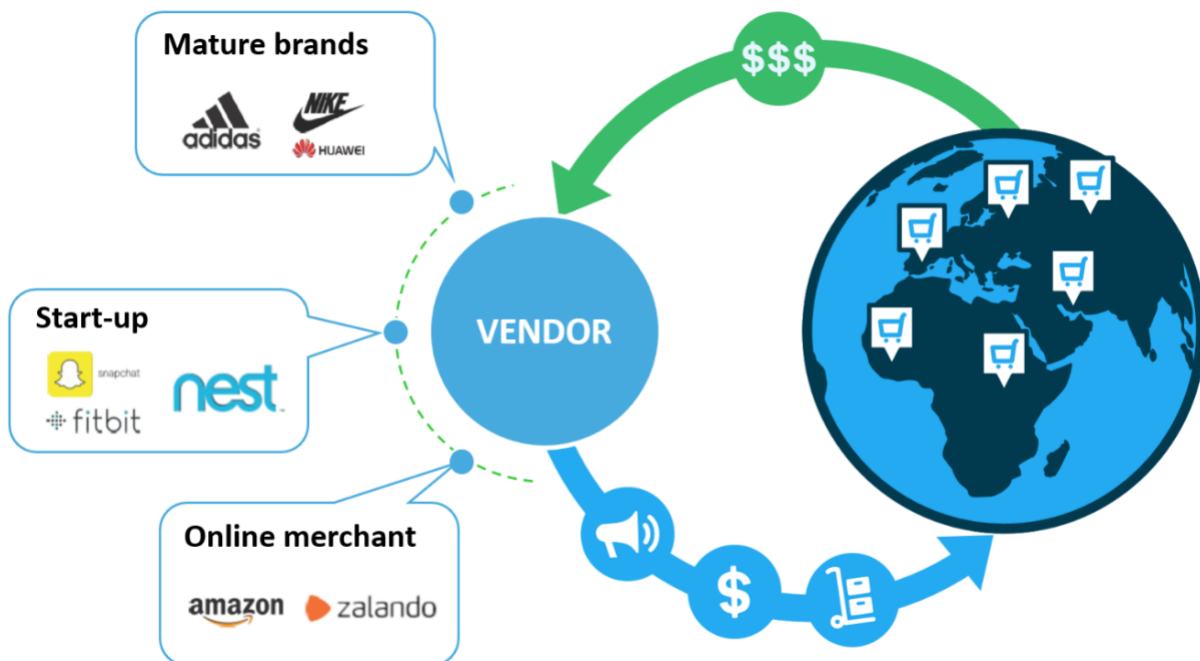 Mature brands
adidas
NIKE
HUAWEI
$$$
Start-up
snapchat
nest
fitbit
VENDOR
Online merchant
amazon
zalando
$